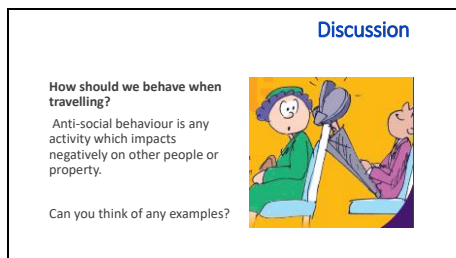 Discussion
How should we behave when
travelling?
Anti-social behaviour is any
activity which impacts
negatively on other people or
property.
Can you think of any examples?